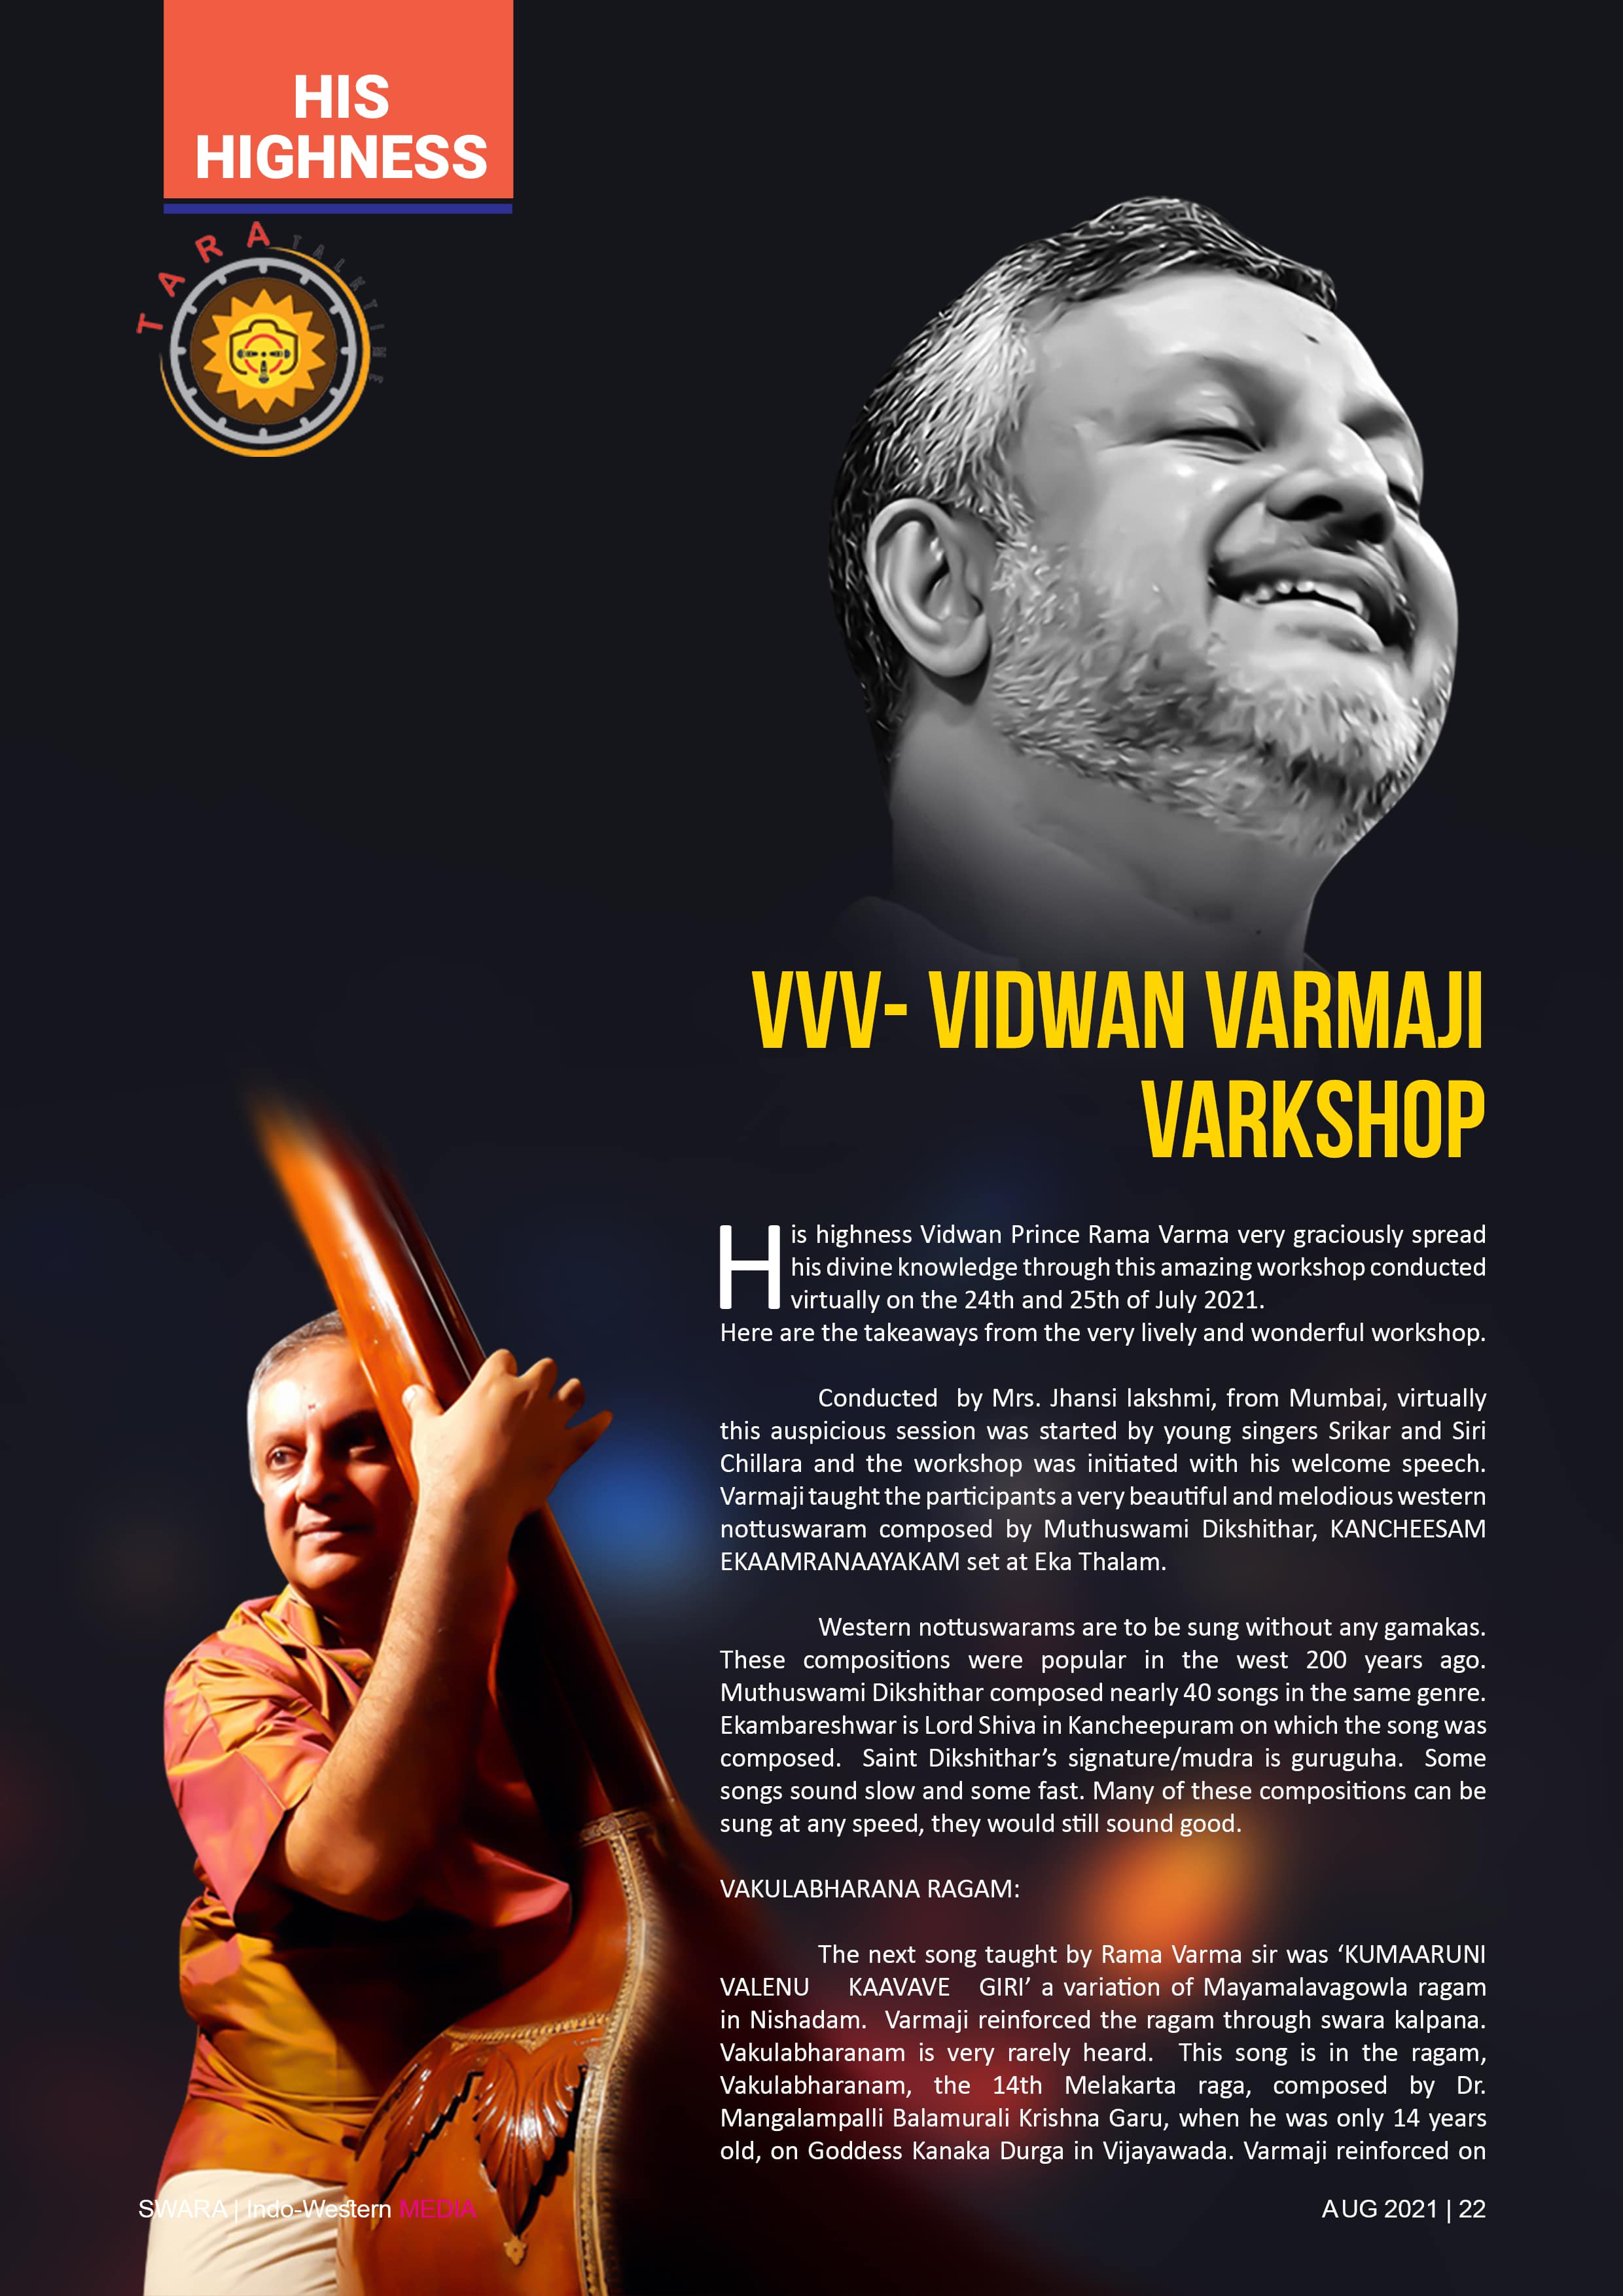 HIS
HIGHNESS
TARA TALKTIME
VVV- VIDWAN VARMAJI
VARKSHOP
His highness Vidwan Prince Rama Varma very graciously spread
his divine knowledge through this amazing workshop conducted
virtually on the 24th and 25th of July 2021.
Here are the takeaways from the very lively and wonderful workshop.
Conducted by Mrs. Jhansi lakshmi, from Mumbai, virtually
this auspicious session was started by young singers Srikar and Siri
Chillara and the workshop was initiated with his welcome speech.
Varmaji taught the participants a very beautiful and melodious western
nottuswaram composed by Muthuswami Dikshithar, KANCHEESAM
EKAAMRANAAYAKAM set at Eka Thalam.
Western nottuswarams are to be sung without any gamakas.
These compositions were popular in the west 200 years ago.
Muthuswami Dikshithar composed nearly 40 songs in the same genre.
Ekambareshwar is Lord Shiva in Kancheepuram on which the song was
composed. Saint Dikshithar’s signature/mudra is guruguha. Some
songs sound slow and some fast. Many of these compositions can be
sung at any speed, they would still sound good.
VAKULABHARANA RAGAM:
The next song taught by Rama Varma sir was ‘KUMAARUNI
VALENU KAAVAVE GIRI’ a variation of Mayamalavagowla ragam
in Nishadam. Varmaji reinforced the ragam through swara kalpana.
Vakulabharanam is very rarely heard. This song is in the ragam,
Vakulabharanam, the 14th Melakarta raga, composed by Dr.
Mangalampalli Balamurali Krishna Garu, when he was only 14 years
old, on Goddess Kanaka Durga in Vijayawada. Varmaji reinforced on
SWARA | Indo-Western MEDIA
AUG 2021 | 22